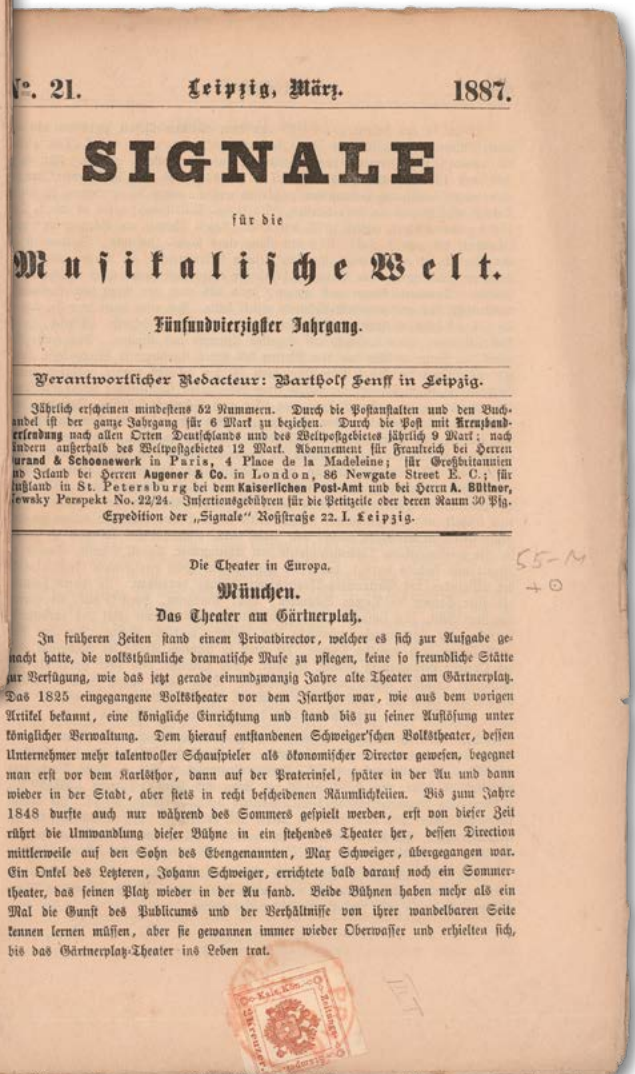 No. 21.
Leipzig, März.
1887.
SIGNALE
für die
Musikalische Welt.
Fünfundvierzigster Jahrgang.
Verantwortlicher Redacteur: Bartholf Senff in Leipzig.
Jährlich erscheinen mindestens 52 Nummern. Durch die Postanstalten und den Buch-
andel ist der ganze Jahrgang für 6 Mark zu beziehen. Durch die Post mit Kreuzband-
ersendung nach allen Orten Deutschlands und des Weltpostgebietes jährlich 9 Mark; nach
ändern außerhalb des Weltpostgebietes 12 Mark. Abonnement für Frankreich bei Herren
urand & Schoenewerk in Paris, 4 Place de la Madeleine; für Großbritannien
nd Irland bei Herren Augener & Co. in London, 86 Newgate Street E. C.; für
ußland in St. Petersburg bei dem Kaiserlichen Post-Amt und bei Herrn A. Büttner,
ewsky Perspekt No. 22/24. Insertionsgebühren für die Petitzeile oder deren Raum 30 Pfg.
Expedition der „Signale“ Roßstraße 22. I. Leipzig.
55-M
Die Theater in Europa.
München.
Das Theater am Gärtnerplatz.
In früheren Zeiten stand einem Privatdirector, welcher es sich zur Aufgabe ge-
macht hatte, die volksthümliche dramatische Muse zu pflegen, keine so freundliche Stätte
zur Verfügung, wie das jetzt gerade einundzwanzig Jahre alte Theater am Gärtnerplatz.
Das 1825 eingegangene Volkstheater vor dem Isarthor war, wie aus dem vorigen
Artikel bekannt, eine königliche Einrichtung und stand bis zu seiner Auflösung unter
königlicher Verwaltung. Dem hierauf entstandenen Schweiger'schen Volkstheater, dessen
Unternehmer mehr talentvoller Schauspieler als ökonomischer Director gewesen, begegnet
man erst vor dem Karlsthor, dann auf der Praterinsel, später in der Au und dann
wieder in der Stadt, aber stets in recht bescheidenen Räumlichkeiten. Bis zum Jahre
1848 durfte auch nur während des Sommers gespielt werden, erst von dieser Zeit
rührt die Umwandlung dieser Bühne in ein stehendes Theater her, dessen Direction
mittlerweile auf den Sohn des Ebengenannten, Max Schweiger, übergegangen war.
Ein Onkel des Letzteren, Johann Schweiger, errichtete bald darauf noch ein Sommer-
theater, das seinen Platz wieder in der Au fand. Beide Bühnen haben mehr als ein
Mal die Gunst des Publicums und der Verhältnisse von ihrer wandelbaren Seite
kennen lernen müssen, aber sie gewannen immer wieder Oberwasser und erhielten sich,
bis das Gärtnerplatz-Theater ins Leben trat.
Kais. Kön.
Zeitungs-
Stämpel
2 Kreuzer.